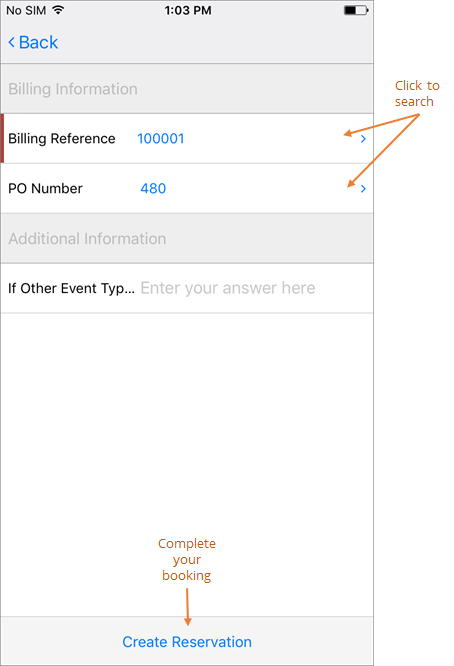 No SIM 1:03 PM
Back
Billing Information
Click to
search
Billing Reference 100001
PO Number 480
Additional Information
If Other Event Typ... Enter your answer here
Complete
your
booking
Create Reservation